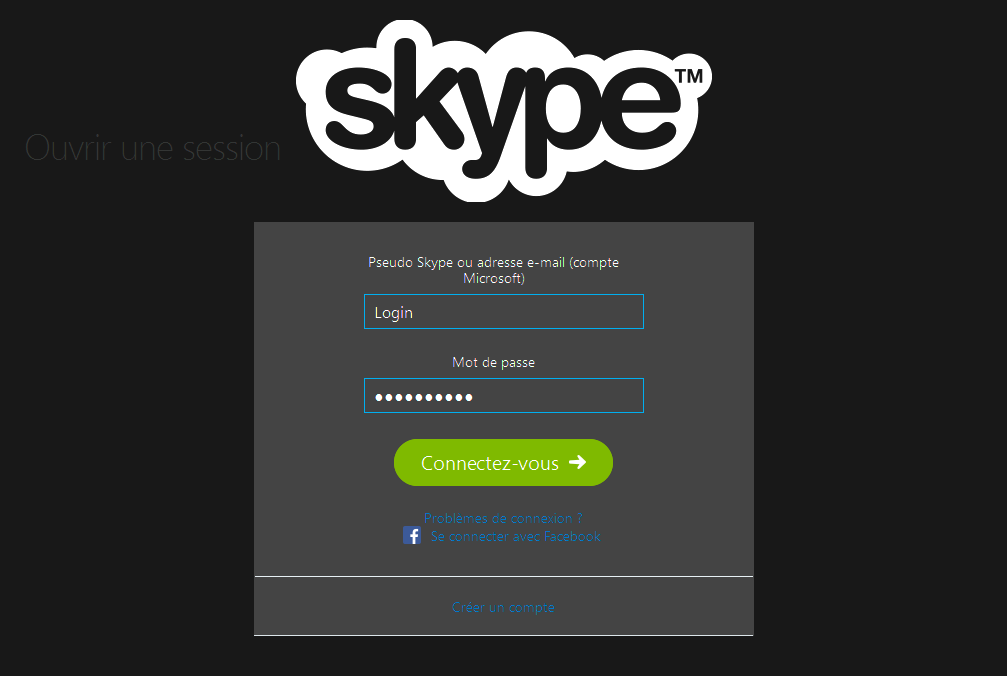 skype™
Ouvrir une session
Pseudo Skype ou adresse e-mail (compte
Microsoft)
Login
Mot de passe
●●●●●●●●●●
Connectez-vous ➔
Problèmes de connexion ?
Se connecter avec Facebook
Créer un compte